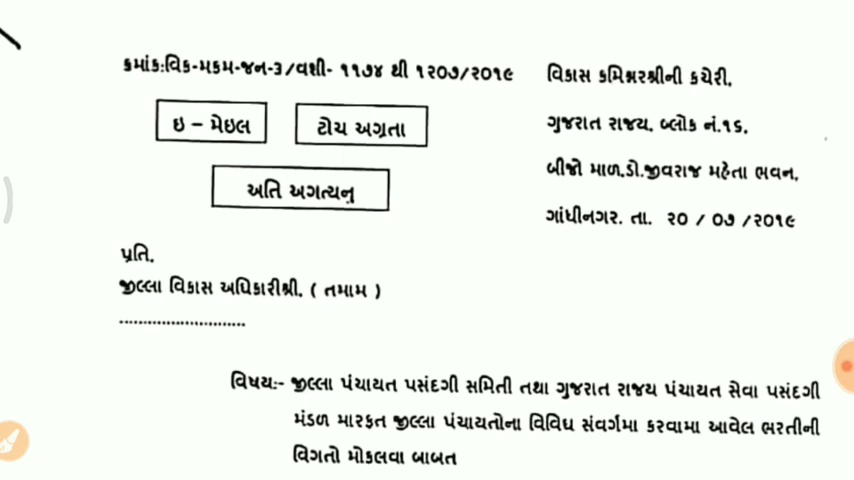 ક્રમાંક:વિક-મકમ-જન-૩/વશી- ૧૧૭૪ થી ૧૨૦૭/૨૦૧૯
ઇ – મેઇલ
ટોચ અગ્રતા
અતિ અગત્યનુ
વિકાસ કમિશ્નરશ્રીની કચેરી,
ગુજરાત રાજય, બ્લોક નં.૧૬,
બીજો માળ,ડો.જીવરાજ મહેતા ભવન,
ગાંધીનગર. તા. ૨૦ / ૦૭ /૨૦૧૯
પ્રતિ,
જીલ્લા વિકાસ અધિકારીશ્રી. ( તમામ )
..........................
વિષય:- જીલ્લા પંચાયત પસંદગી સમિતી તથા ગુજરાત રાજય પંચાયત સેવા પસંદગી
મંડળ મારફત જીલ્લા પંચાયતોના વિવિધ સંવર્ગમા કરવામા આવેલ ભરતીની
વિગતો મોકલવા બાબત